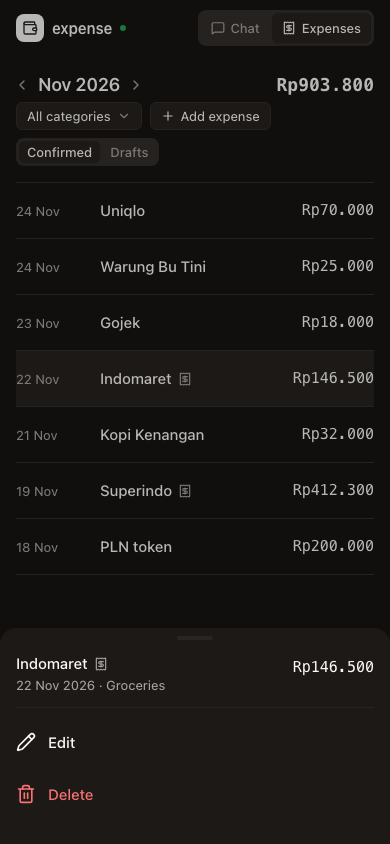 expense
Chat
Expenses
Nov 2026
Rp903.800
All categories
Add expense
Confirmed
Drafts
24 Nov Uniqlo Rp70.000
24 Nov Warung Bu Tini Rp25.000
23 Nov Gojek Rp18.000
22 Nov Indomaret Rp146.500
21 Nov Kopi Kenangan Rp32.000
19 Nov Superindo Rp412.300
18 Nov PLN token Rp200.000
Indomaret Rp146.500
22 Nov 2026 · Groceries
Edit
Delete